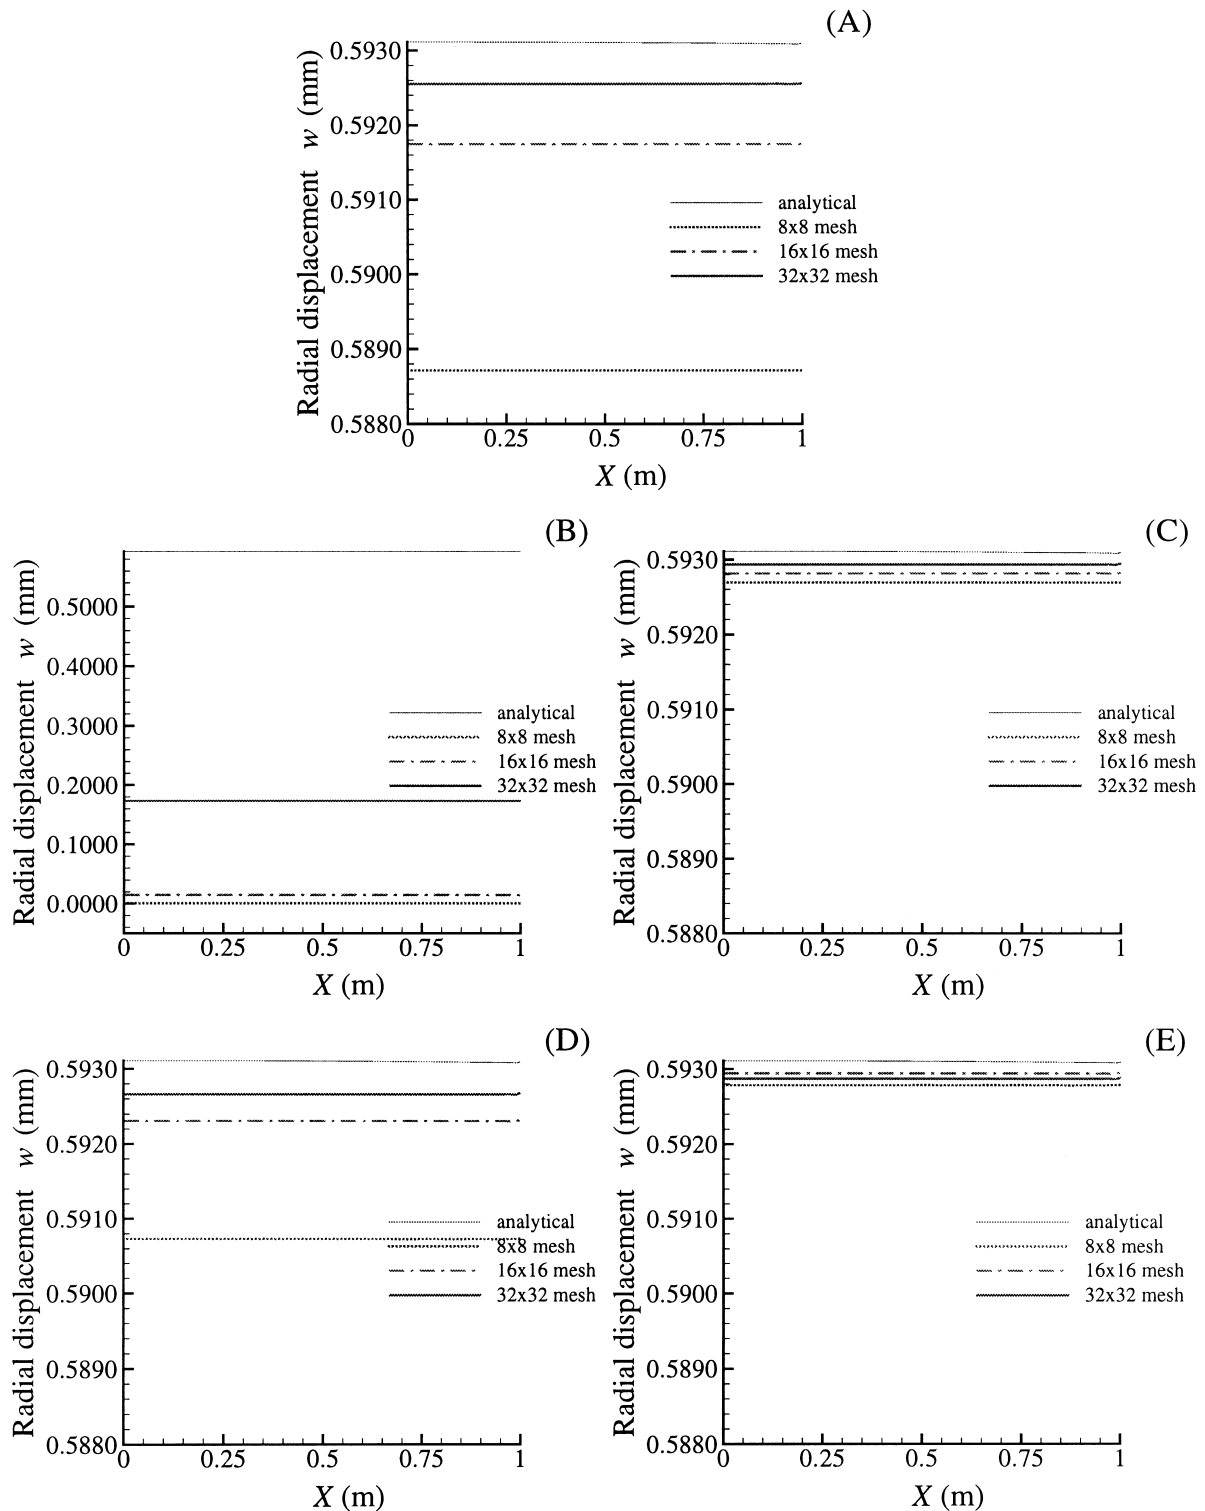 (A)
Radial displacement w (mm)
0.5930
0.5920
0.5910
0.5900
0.5890
0.5880
analytical
8x8 mesh
16x16 mesh
32x32 mesh
0 0.25 0.5 0.75 1
X (m)
(B)
Radial displacement w (mm)
0.5000
0.4000
0.3000
0.2000
0.1000
0.0000
analytical
8x8 mesh
16x16 mesh
32x32 mesh
0 0.25 0.5 0.75 1
X (m)
(C)
Radial displacement w (mm)
0.5930
0.5920
0.5910
0.5900
0.5890
0.5880
analytical
8x8 mesh
16x16 mesh
32x32 mesh
0 0.25 0.5 0.75 1
X (m)
(D)
Radial displacement w (mm)
0.5930
0.5920
0.5910
0.5900
0.5890
0.5880
analytical
8x8 mesh
16x16 mesh
32x32 mesh
0 0.25 0.5 0.75 1
X (m)
(E)
Radial displacement w (mm)
0.5930
0.5920
0.5910
0.5900
0.5890
0.5880
analytical
8x8 mesh
16x16 mesh
32x32 mesh
0 0.25 0.5 0.75 1
X (m)